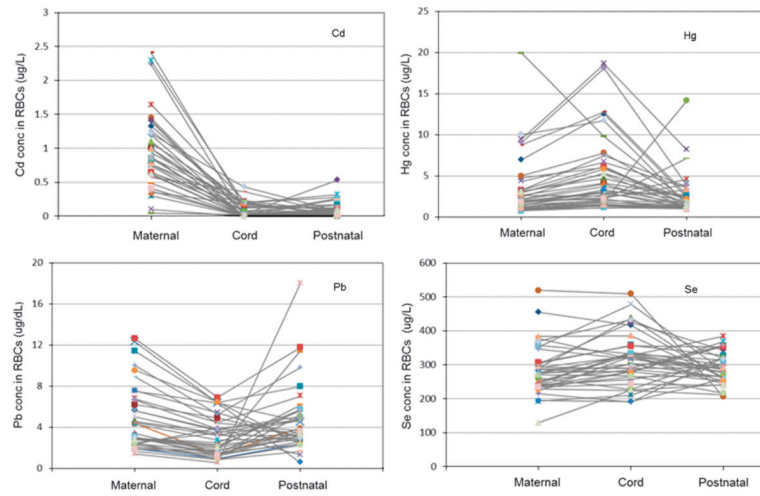 Cd
Cd conc in RBCs (ug/L)
3
2.5
2
1.5
1
0.5
0
Maternal Cord Postnatal
Hg
Hg conc in RBCs (ug/L)
25
20
15
10
5
0
Maternal Cord Postnatal
Pb
Pb conc in RBCs (ug/dL)
20
16
12
8
4
0
Maternal Cord Postnatal
Se
Se conc in RBCs (ug/L)
600
500
400
300
200
100
0
Maternal Cord Postnatal